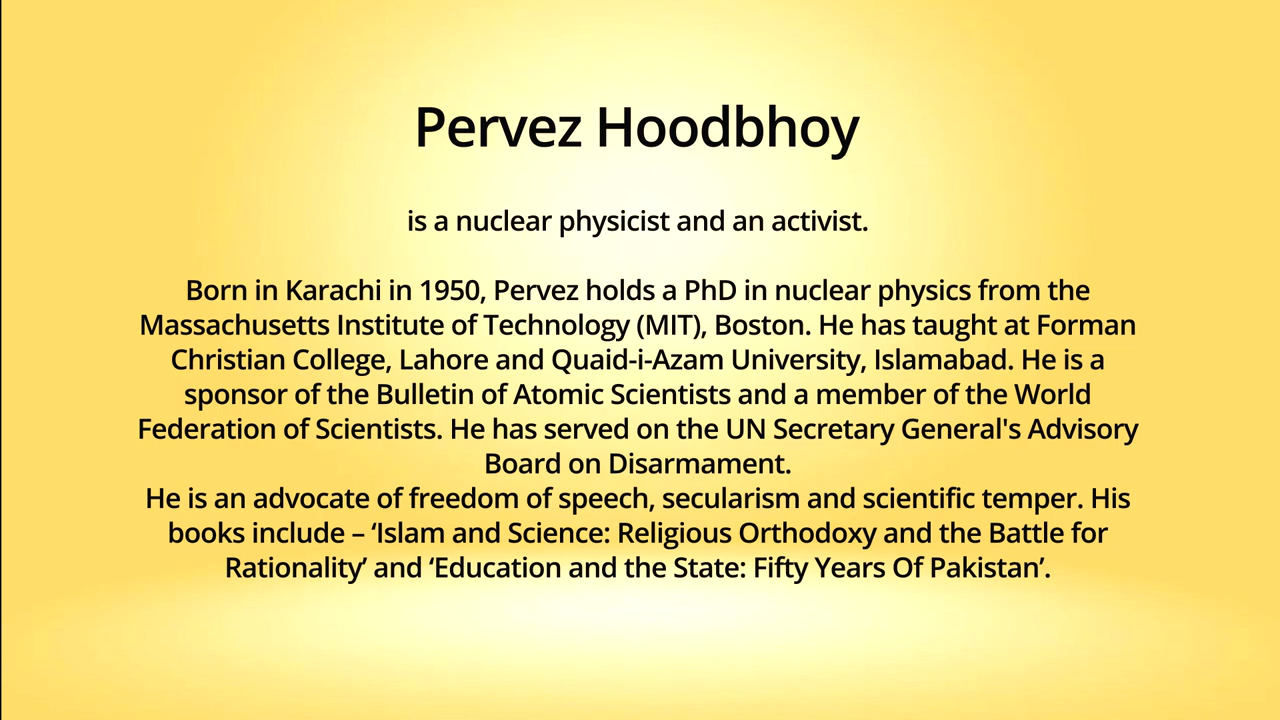 Pervez Hoodbhoy
is a nuclear physicist and an activist.
Born in Karachi in 1950, Pervez holds a PhD in nuclear physics from the
Massachusetts Institute of Technology (MIT), Boston. He has taught at Forman
Christian College, Lahore and Quaid-i-Azam University, Islamabad. He is a
sponsor of the Bulletin of Atomic Scientists and a member of the World
Federation of Scientists. He has served on the UN Secretary General's Advisory
Board on Disarmament.
He is an advocate of freedom of speech, secularism and scientific temper. His
books include – ‘Islam and Science: Religious Orthodoxy and the Battle for
Rationality’ and ‘Education and the State: Fifty Years Of Pakistan’.